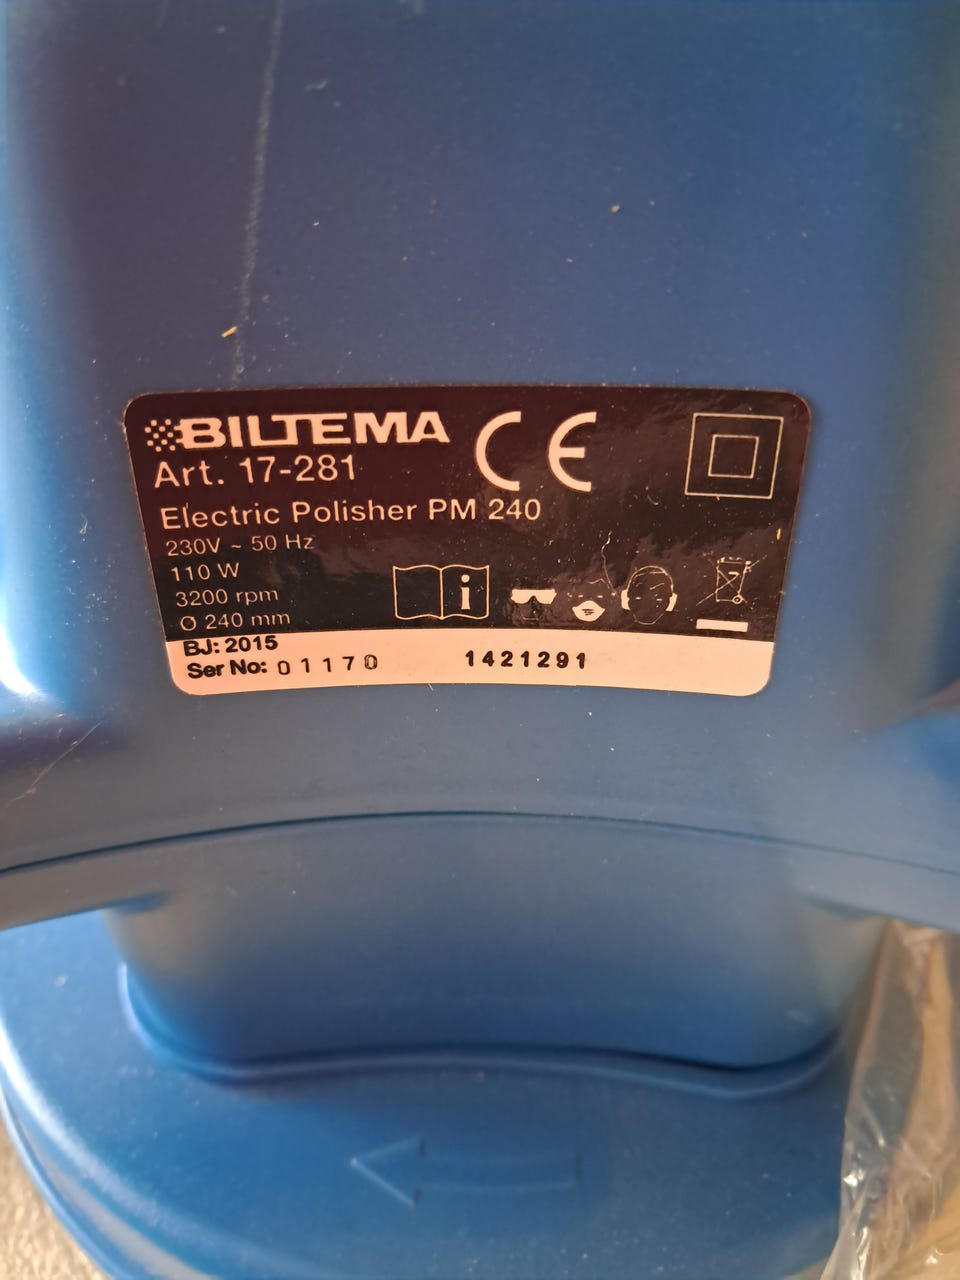 BILTEMA
Art. 17-281
Electric Polisher PM 240
230V ~ 50 Hz
110 W
3200 rpm
Ø 240 mm
BJ: 2015
Ser No: 01170 1421291